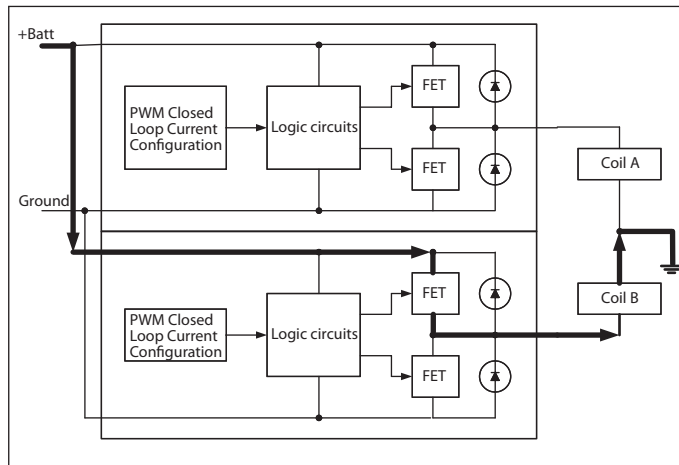 +Batt
PWM Closed
Loop Current
Configuration
Logic circuits
FET
FET
Coil A
Ground
PWM Closed
Loop Current
Configuration
Logic circuits
FET
FET
Coil B